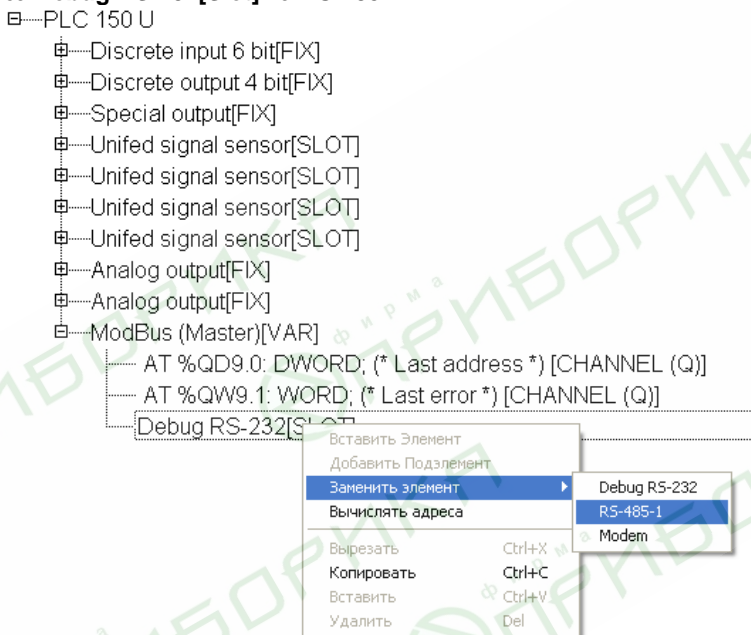 PLC 150 U
Discrete input 6 bit[FIX]
Discrete output 4 bit[FIX]
Special output[FIX]
Unifed signal sensor[SLOT]
Unifed signal sensor[SLOT]
Unifed signal sensor[SLOT]
Unifed signal sensor[SLOT]
Analog output[FIX]
Analog output[FIX]
ModBus (Master)[VAR]
AT %QD9.0: DWORD; (* Last address *) [CHANNEL (Q)]
AT %QW9.1: WORD; (* Last error *) [CHANNEL (Q)]
Debug RS-232[SLOT]
Вставить Элемент
Добавить Подэлемент
Заменить элемент
Вычислять адреса
Вырезать Ctrl+X
Копировать Ctrl+C
Вставить Ctrl+V
Удалить Del
Debug RS-232
RS-485-1
Modem
фирма
ПРИБОРИКА